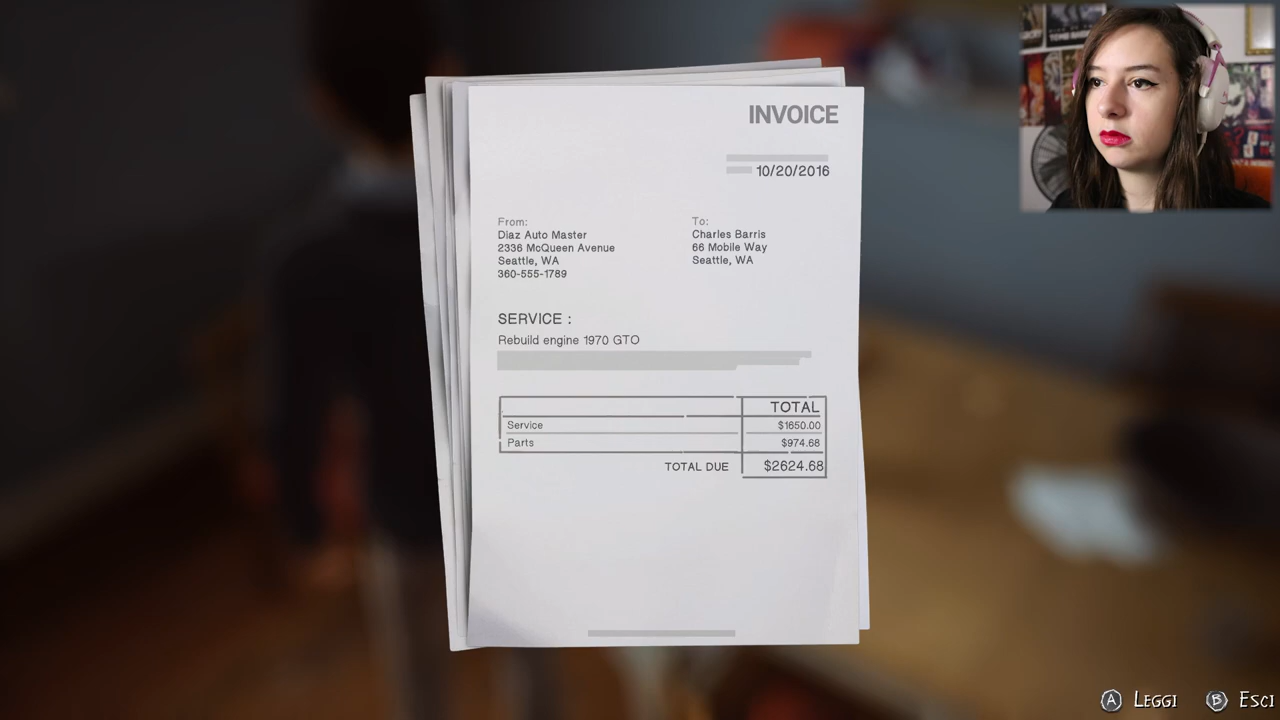 INVOICE
10/20/2016
From:
Diaz Auto Master
2336 McQueen Avenue
Seattle, WA
360-555-1789
To:
Charles Barris
66 Mobile Way
Seattle, WA
SERVICE :
Rebuild engine 1970 GTO
TOTAL
Service $1650.00
Parts $974.68
TOTAL DUE $2624.68
A LEGGI B ESCI